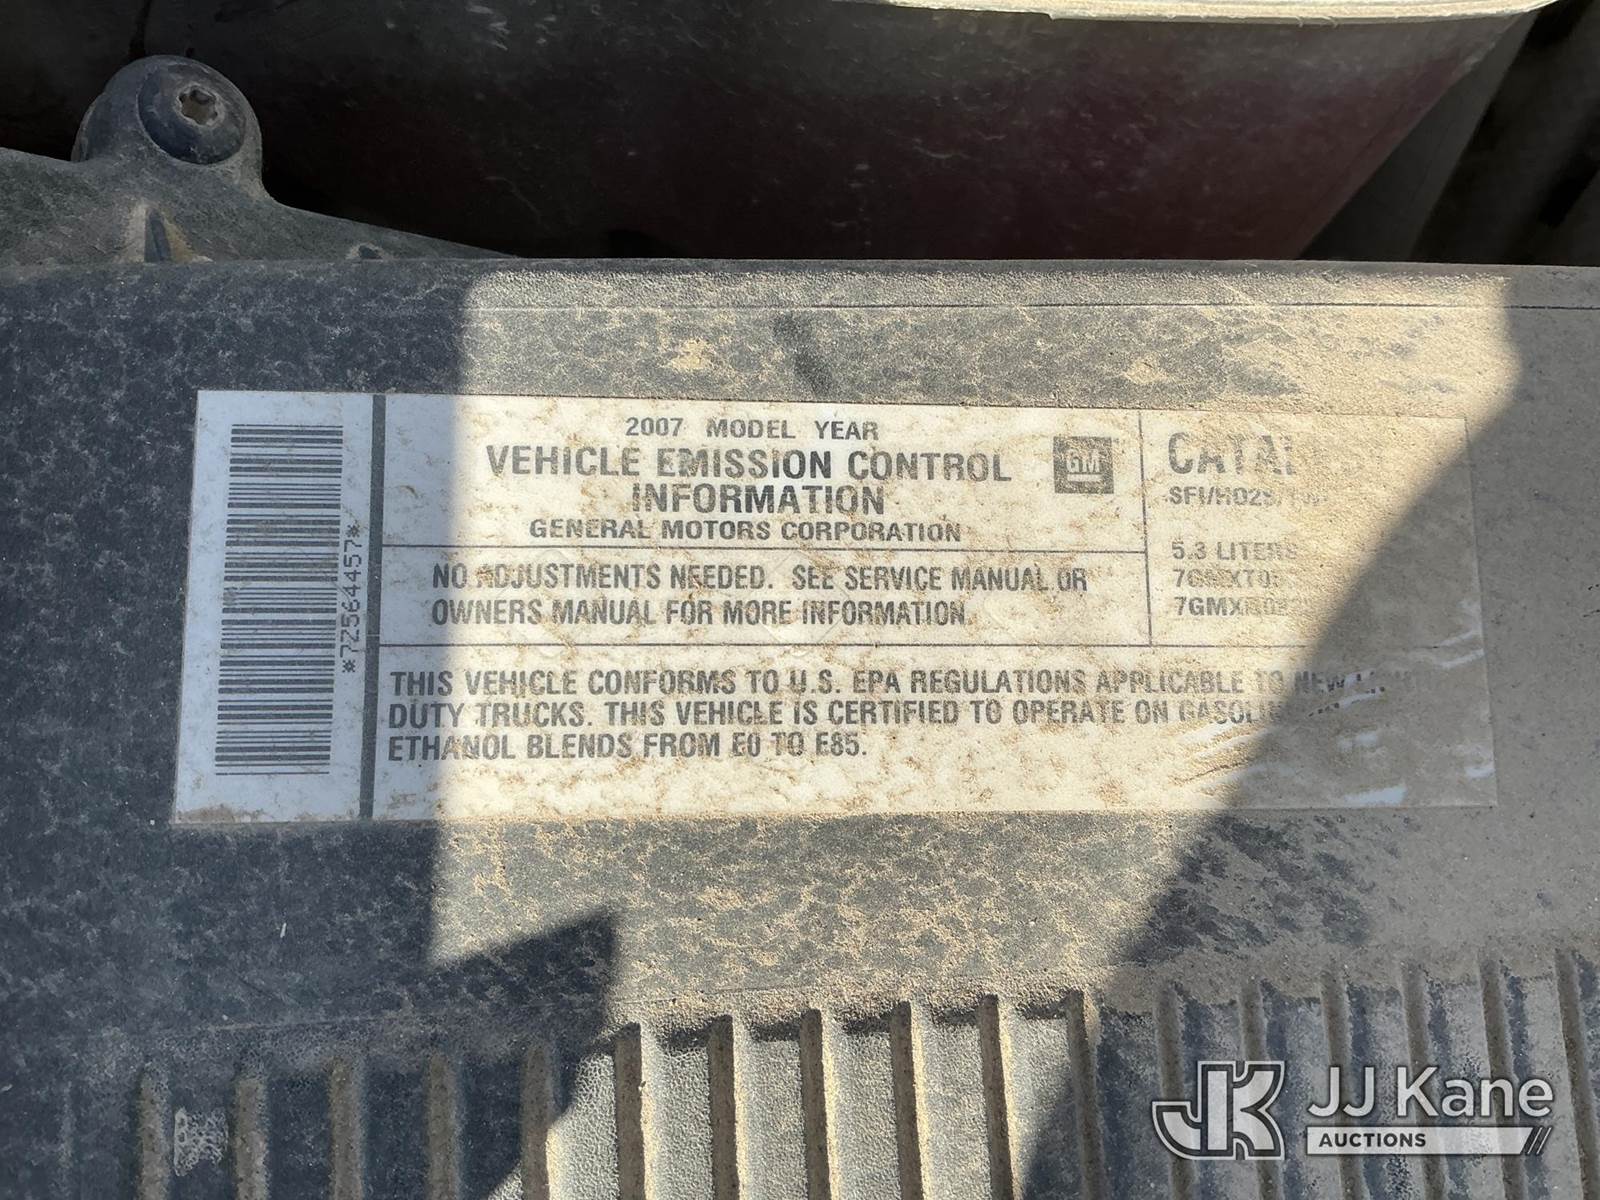 2007 MODEL YEAR
VEHICLE EMISSION CONTROL
INFORMATION
GENERAL MOTORS CORPORATION
GM
NO ADJUSTMENTS NEEDED. SEE SERVICE MANUAL OR
OWNERS MANUAL FOR MORE INFORMATION.
5.3 LITERS
THIS VEHICLE CONFORMS TO U.S. EPA REGULATIONS APPLICABLE TO NEW
DUTY TRUCKS. THIS VEHICLE IS CERTIFIED TO OPERATE ON
ETHANOL BLENDS FROM E0 TO E85.
*72564457*
JK JJ Kane
AUCTIONS